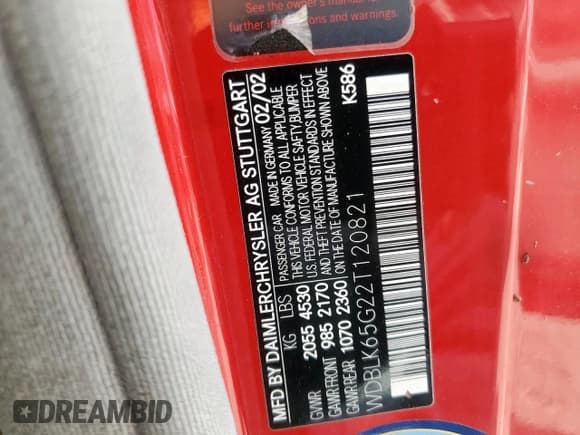 See the owner's manual
further instructions and warnings.
MFD BY DAIMLERCHRYSLER AG STUTTGART
PASSENGER CAR MADE IN GERMANY 02/02
KG LBS THIS VEHICLE CONFORMS TO ALL APPLICABLE
GVWR 2055 4530 U.S. FEDERAL MOTOR VEHICLE SAFTY,BUMPER
GAWR FRONT 985 2170 AND THEFT PREVENTION STANDARDS IN EFFECT
GAWR REAR 1070 2360 ON THE DATE OF MANUFACTURE SHOWN ABOVE
WDBLK65G22T120821 K586
DREAMBID